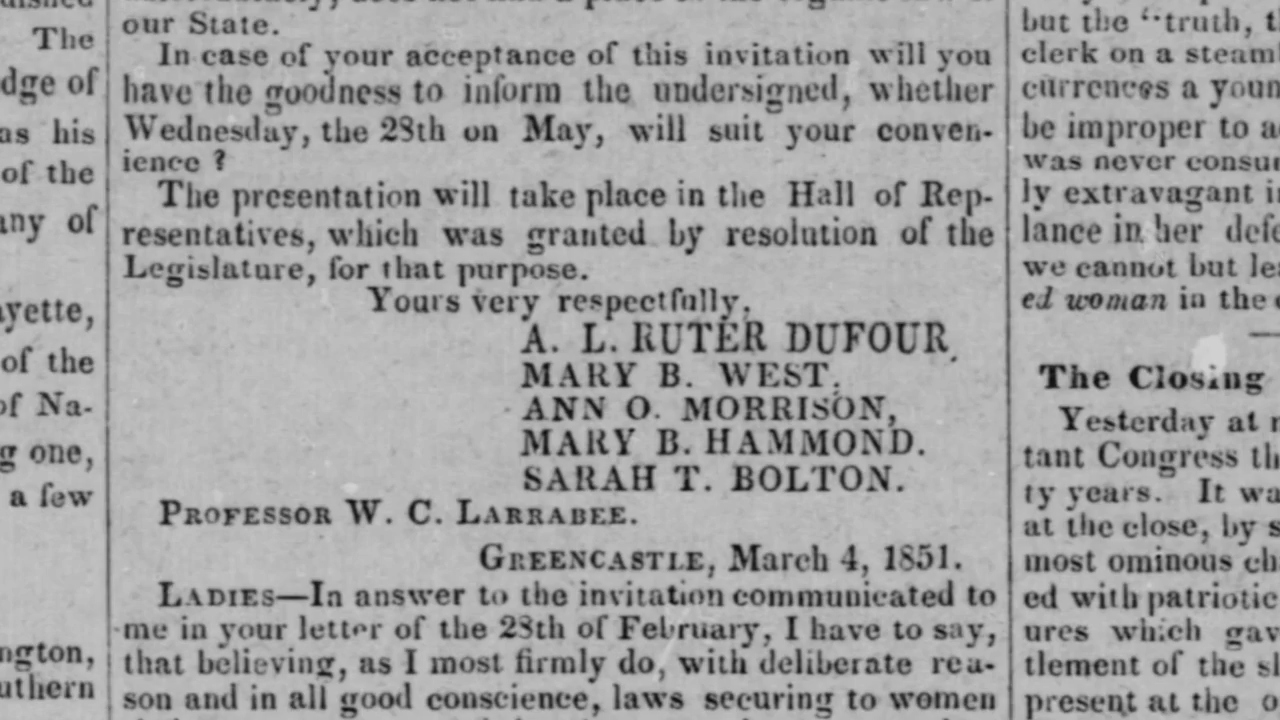 The
dge of
as his
of the
any of
ayette,
of the
of Na-
g one,
a few
ngton,
uthern
our State.
In case of your acceptance of this invitation will you
have the goodness to inform the undersigned, whether
Wednesday, the 28th on May, will suit your conven-
ience ?
The presentation will take place in the Hall of Rep-
resentatives, which was granted by resolution of the
Legislature, for that purpose.
Yours very respectfully,
A. L. RUTER DUFOUR,
MARY B. WEST,
ANN O. MORRISON,
MARY B. HAMMOND.
SARAH T. BOLTON.
PROFESSOR W. C. LARRABEE.
GREENCASTLE, March 4, 1851.
LADIES—In answer to the invitation communicated to
me in your letter of the 28th of February, I have to say,
that believing, as I most firmly do, with deliberate rea-
son and in all good conscience, laws securing to women
but the "truth, t
clerk on a steam
currences a youn
be improper to a
was never consu
ly extravagant i
lance in her defe
we cannot but le
ed woman in the
The Closing
Yesterday at
tant Congress th
ty years. It wa
at the close, by s
most ominous ch
ed with patriotic
ures which gav
tlement of the s
present at the o